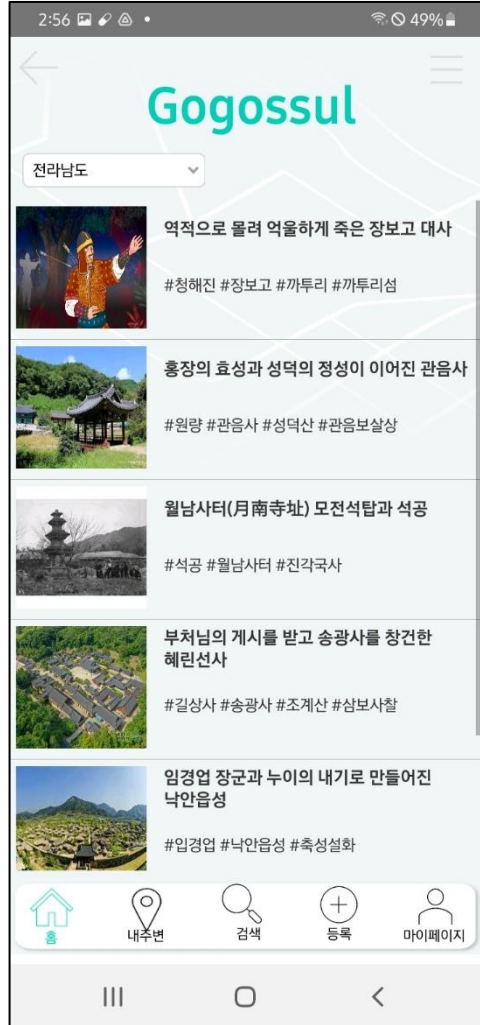 2:56
49%
Gogossul
전라남도
역적으로 몰려 억울하게 죽은 장보고 대사
#청해진 #장보고 #까투리 #까투리섬
홍장의 효성과 성덕의 정성이 이어진 관음사
#원량 #관음사 #성덕산 #관음보살상
월남사터(月南寺址) 모전석탑과 석공
#석공 #월남사터 #진각국사
부처님의 게시를 받고 송광사를 창건한
혜린선사
#길상사 #송광사 #조계산 #삼보사찰
임경업 장군과 누이의 내기로 만들어진
낙안읍성
#입경업 #낙안읍성 #축성설화
홈
내주변
검색
등록
마이페이지